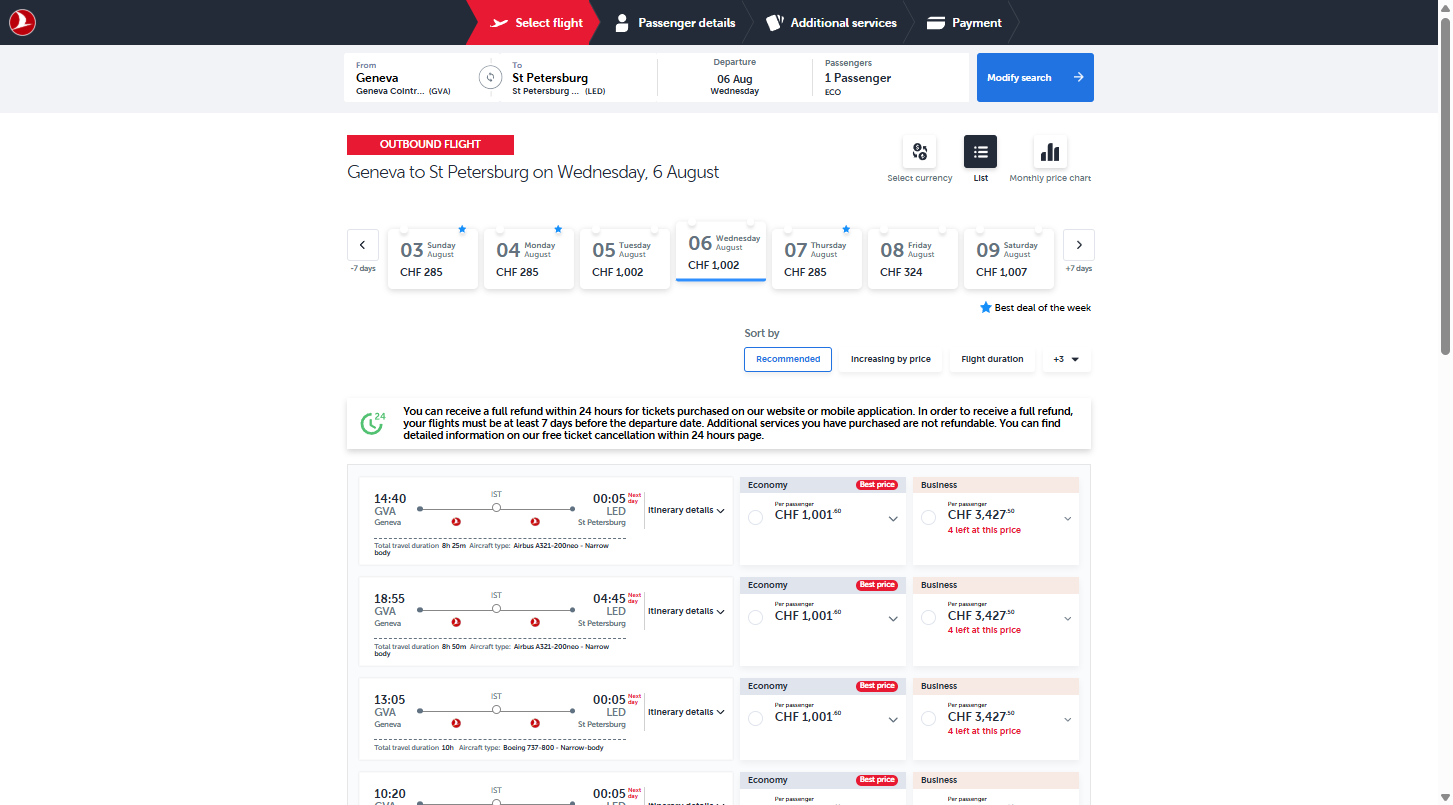 Select flight
Passenger details
Additional services
Payment
From
Geneva
Geneva Cointr... (GVA)
To
St Petersburg
St Petersburg ... (LED)
Departure
06 Aug
Wednesday
Passengers
1 Passenger
ECO
Modify search
OUTBOUND FLIGHT
Geneva to St Petersburg on Wednesday, 6 August
Select currency
List
Monthly price chart
-7 days
03 Sunday August
CHF 285
04 Monday August
CHF 285
05 Tuesday August
CHF 1,002
06 Wednesday August
CHF 1,002
07 Thursday August
CHF 285
08 Friday August
CHF 324
09 Saturday August
CHF 1,007
+7 days
Best deal of the week
Sort by
Recommended
Increasing by price
Flight duration
+3
24
You can receive a full refund within 24 hours for tickets purchased on our website or mobile application. In order to receive a full refund,
your flights must be at least 7 days before the departure date. Additional services you have purchased are not refundable. You can find
detailed information on our free ticket cancellation within 24 hours page.
14:40
GVA
Geneva
IST
00:05 Next day
LED
St Petersburg
Itinerary details
Total travel duration 8h 25m Aircraft type: Airbus A321-200neo - Narrow
body
Economy
Best price
Per passenger
CHF 1,001.60
Business
Per passenger
CHF 3,427.50
4 left at this price
18:55
GVA
Geneva
IST
04:45 Next day
LED
St Petersburg
Itinerary details
Total travel duration 8h 50m Aircraft type: Airbus A321-200neo - Narrow
body
Economy
Best price
Per passenger
CHF 1,001.60
Business
Per passenger
CHF 3,427.50
4 left at this price
13:05
GVA
Geneva
IST
00:05 Next day
LED
St Petersburg
Itinerary details
Total travel duration 10h Aircraft type: Boeing 737-800 - Narrow-body
Economy
Best price
Per passenger
CHF 1,001.60
Business
Per passenger
CHF 3,427.50
4 left at this price
10:20
GVA
IST
00:05 Next day
LED
Itinerary details
Economy
Best price
Per passenger
Business
Per passenger